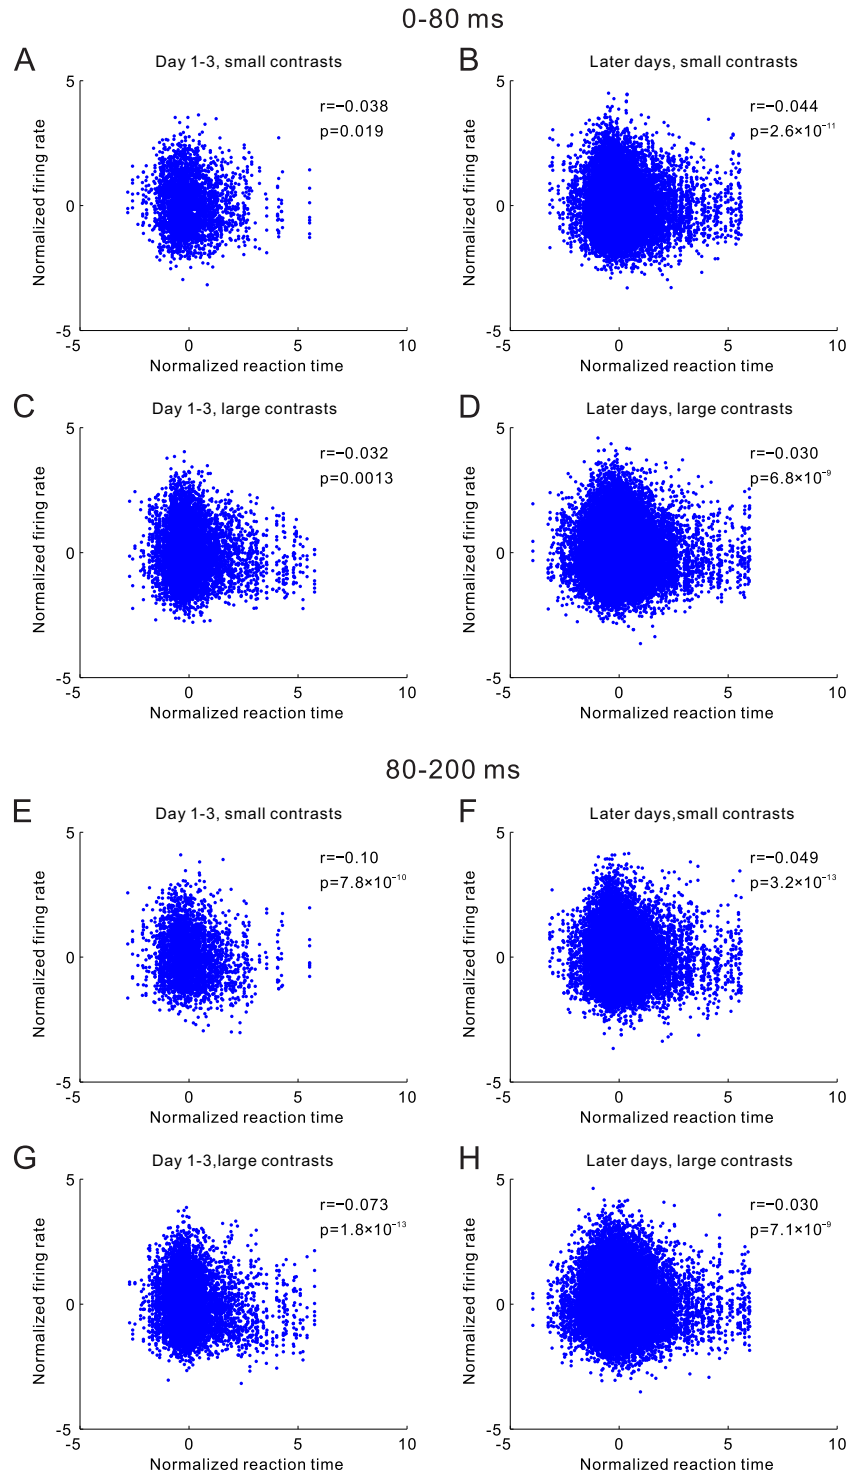 0-80 ms
A
Day 1-3, small contrasts
r=−0.038
p=0.019
5
0
-5
-5
0
5
10
Normalized firing rate
Normalized reaction time
B
Later days, small contrasts
r=−0.044
p=2.6×10⁻¹¹
5
0
-5
-5
0
5
10
Normalized firing rate
Normalized reaction time
C
Day 1-3, large contrasts
r=−0.032
p=0.0013
5
0
-5
-5
0
5
10
Normalized firing rate
Normalized reaction time
D
Later days, large contrasts
r=−0.030
p=6.8×10⁻⁹
5
0
-5
-5
0
5
10
Normalized firing rate
Normalized reaction time
80-200 ms
E
Day 1-3, small contrasts
r=−0.10
p=7.8×10⁻¹⁰
5
0
-5
-5
0
5
10
Normalized firing rate
Normalized reaction time
F
Later days,small contrasts
r=−0.049
p=3.2×10⁻¹³
5
0
-5
-5
0
5
10
Normalized firing rate
Normalized reaction time
G
Day 1-3,large contrasts
r=−0.073
p=1.8×10⁻¹³
5
0
-5
-5
0
5
10
Normalized firing rate
Normalized reaction time
H
Later days, large contrasts
r=−0.030
p=7.1×10⁻⁹
5
0
-5
-5
0
5
10
Normalized firing rate
Normalized reaction time